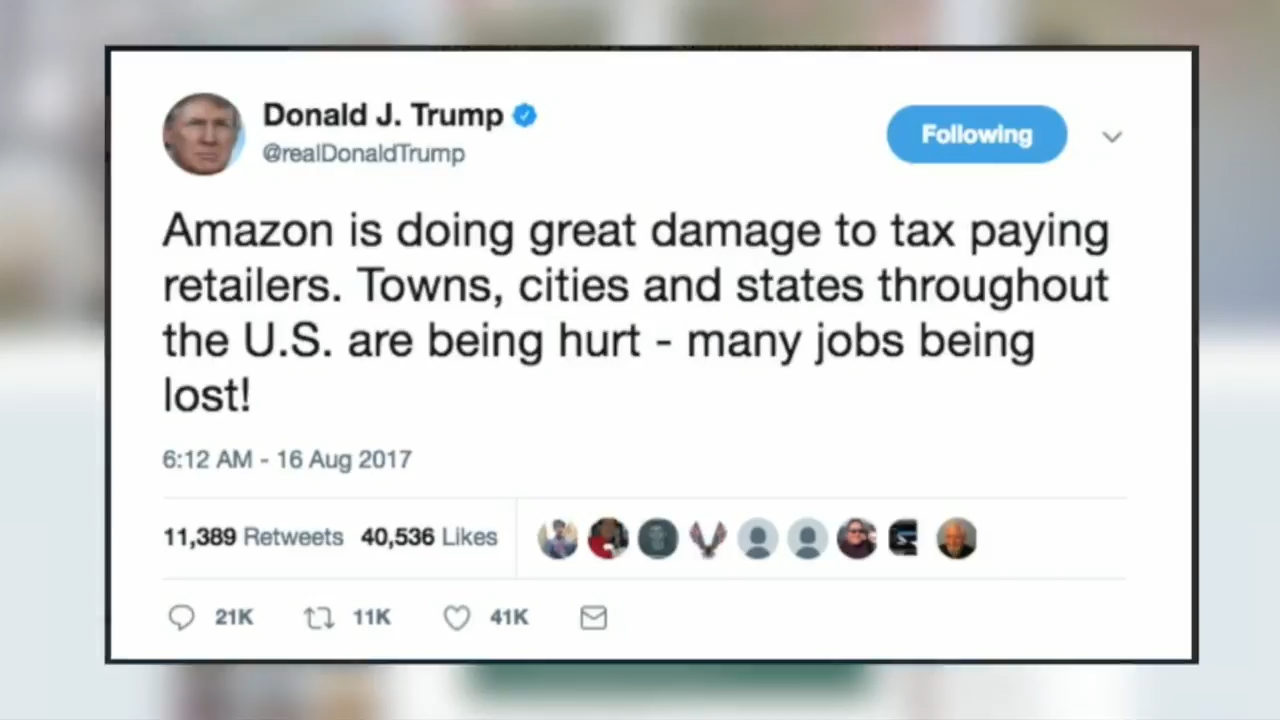 Donald J. Trump
@realDonaldTrump
Following
Amazon is doing great damage to tax paying
retailers. Towns, cities and states throughout
the U.S. are being hurt - many jobs being
lost!
6:12 AM - 16 Aug 2017
11,389 Retweets 40,536 Likes
21K 11K 41K